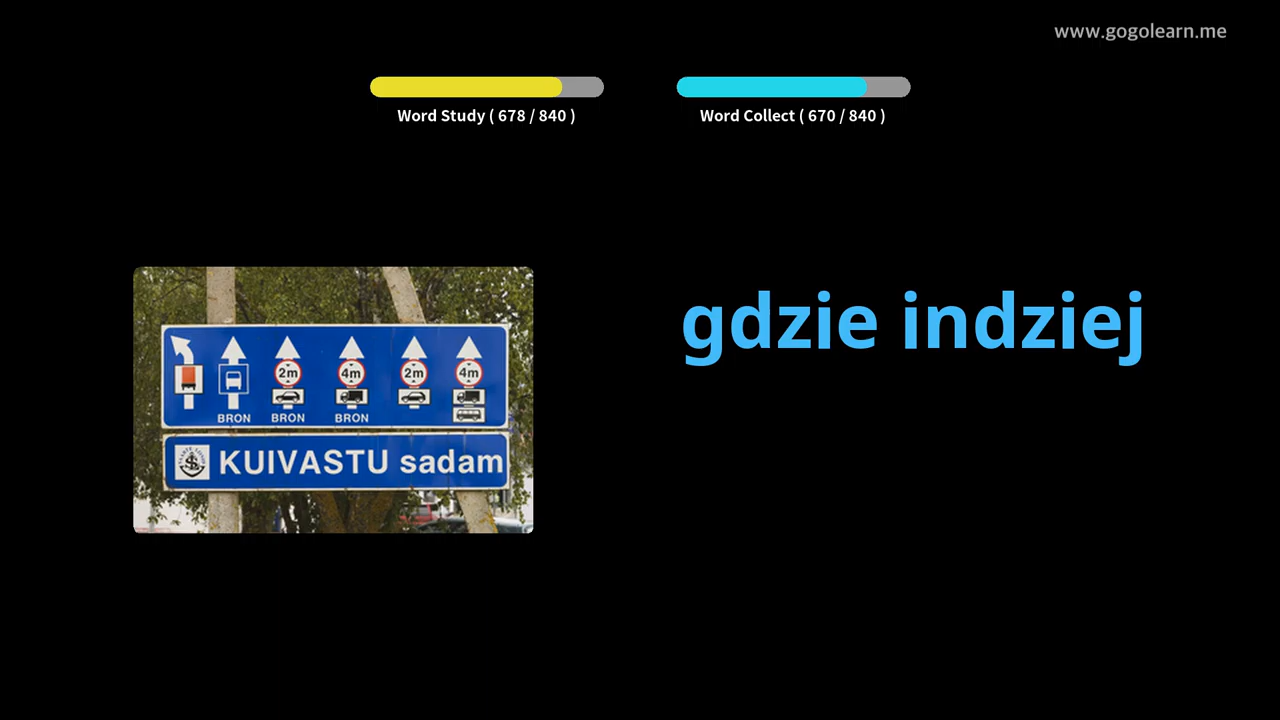 www.gogolearn.me
Word Study ( 678 / 840 )
Word Collect ( 670 / 840 )
gdzie indziej
2m
4m
2m
4m
BRON
BRON
BRON
KUIVASTU sadam